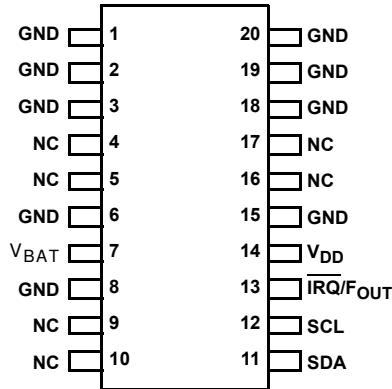 GND 1 20 GND
GND 2 19 GND
GND 3 18 GND
NC 4 17 NC
NC 5 16 NC
GND 6 15 GND
VBAT 7 14 VDD
GND 8 13 IRQ/FOUT
NC 9 12 SCL
NC 10 11 SDA